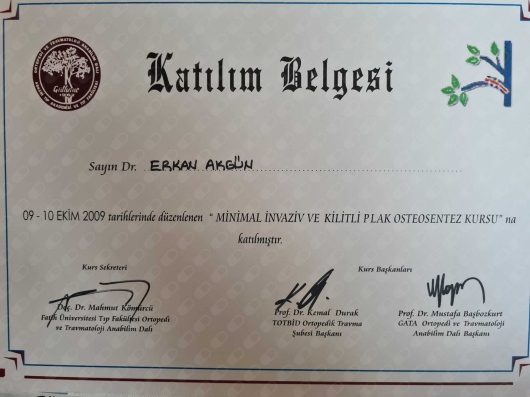 Katılım Belgesi
Sayın Dr. ERKAN AKGÜN
09 - 10 EKİM 2009 tarihlerinde düzenlenen " MİNİMAL İNVAZİV VE KİLİTLİ PLAK OSTEOSENTEZ KURSU" na
katılmıştır.
Kurs Sekreteri
Kurs Başkanları
Doç. Dr. Mahmut Kömürcü
Fatih Üniversitesi Tıp Fakültesi Ortopedi
ve Travmatoloji Anabilim Dalı
Prof. Dr. Kemal Durak
TOTBİD Ortopedik Travma
Şubesi Başkanı
Prof. Dr. Mustafa Başbozkurt
GATA Ortopedi ve Travmatoloji
Anabilim Dalı Başkanı